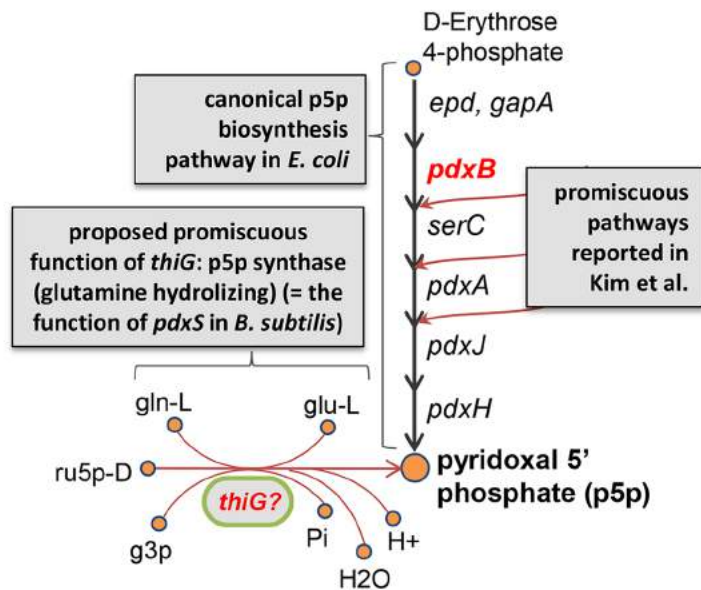 D-Erythrose
4-phosphate
canonical p5p
biosynthesis
pathway in E. coli
epd, gapA
pdxB
serC
pdxA
pdxJ
pdxH
promiscuous
pathways
reported in
Kim et al.
proposed promiscuous
function of thiG: p5p synthase
(glutamine hydrolizing) (= the
function of pdxS in B. subtilis)
gln-L
glu-L
ru5p-D
thiG?
g3p
Pi
H2O
H+
pyridoxal 5’
phosphate (p5p)